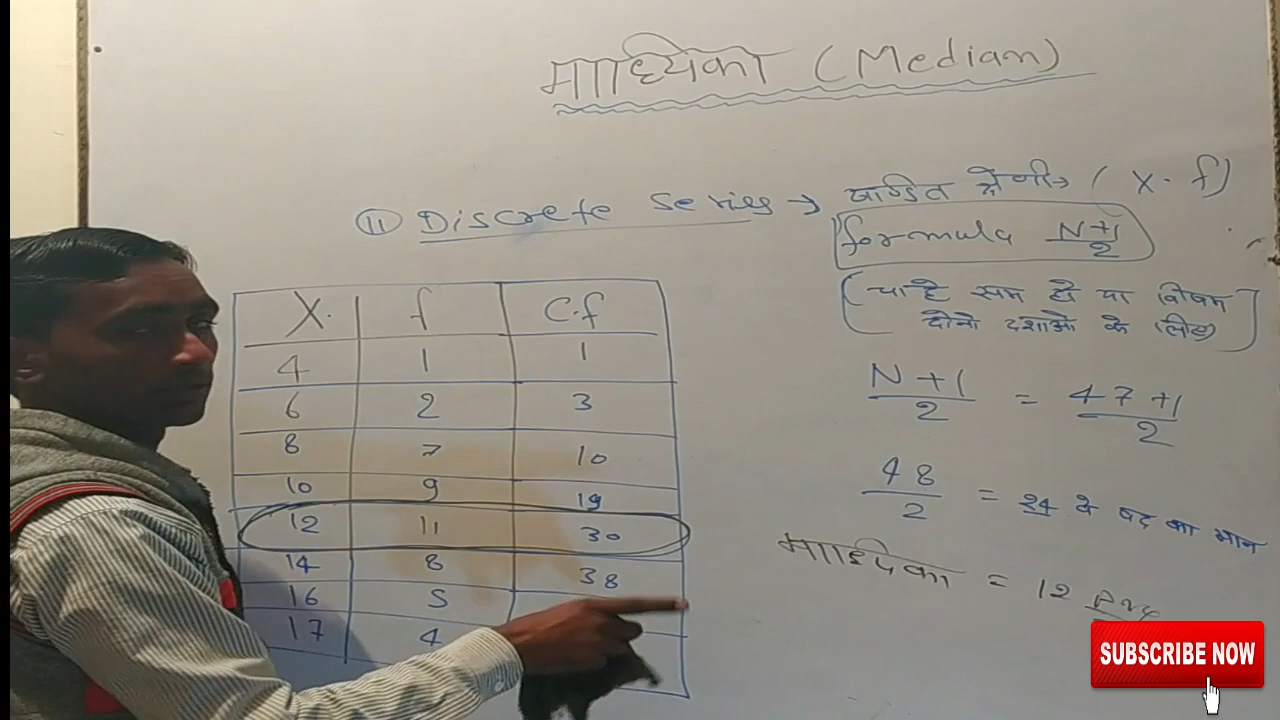 माध्यिका (Median)
(II) Discrete Series → खण्डित श्रेणी → (X. f)
formula N+1/2
(चाहे सम हो या विषम
दोनो दशाओ के लिए)
X. f C.f
4 1 1
6 2 3
8 7 10
10 9 19
12 11 30
14 8 38
16 5
17 4
N+1/2 = 47+1/2
48/2 = 24 वे पद का मान
माध्यिका = 12
SUBSCRIBE NOW